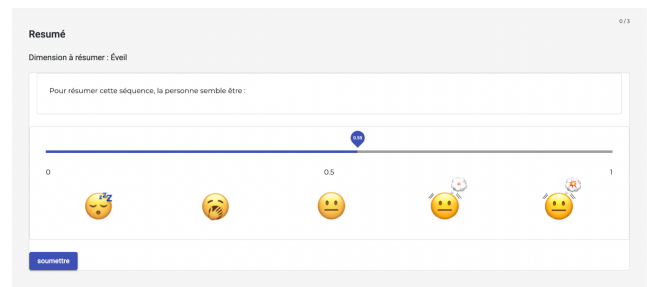 0/3
Resumé
Dimension à résumer : Éveil
Pour résumer cette séquence, la personne semble être :
0.55
0 0.5 1
soumettre